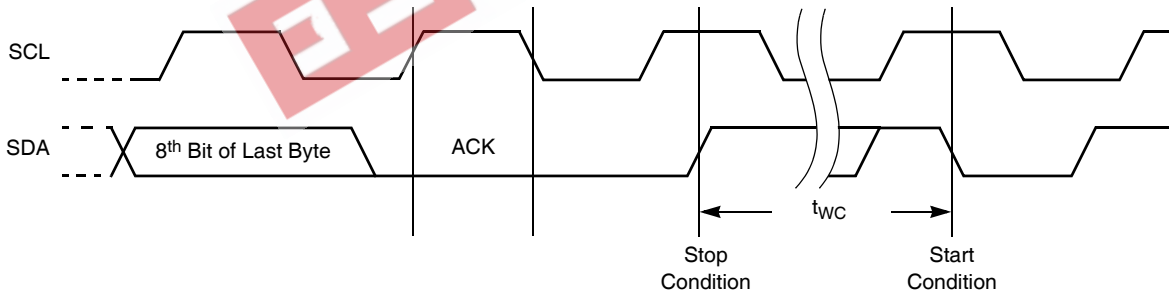 SCL
SDA
8th Bit of Last Byte
ACK
tWC
Stop
Condition
Start
Condition